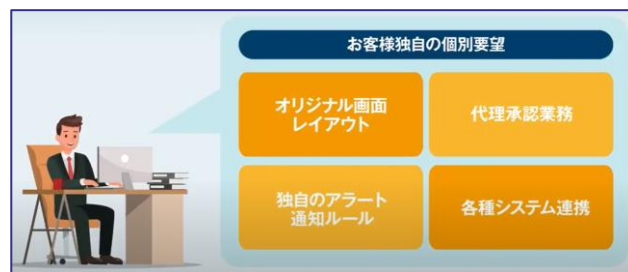 お客様独自の個別要望
オリジナル画面
レイアウト
代理承認業務
独自のアラート
通知ルール
各種システム連携